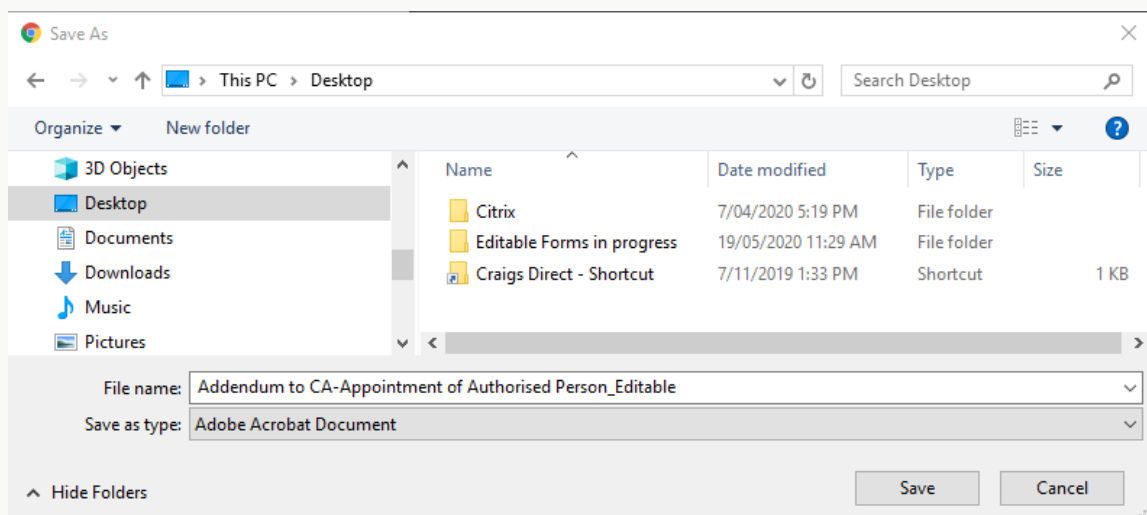 Save As
This PC > Desktop
Search Desktop
Organize
New folder
?
3D Objects
Desktop
Documents
Downloads
Music
Pictures
Name Date modified Type Size
Citrix 7/04/2020 5:19 PM File folder
Editable Forms in progress 19/05/2020 11:29 AM File folder
Craigs Direct - Shortcut 7/11/2019 1:33 PM Shortcut 1 KB
File name: Addendum to CA-Appointment of Authorised Person_Editable
Save as type: Adobe Acrobat Document
Hide Folders
Save
Cancel